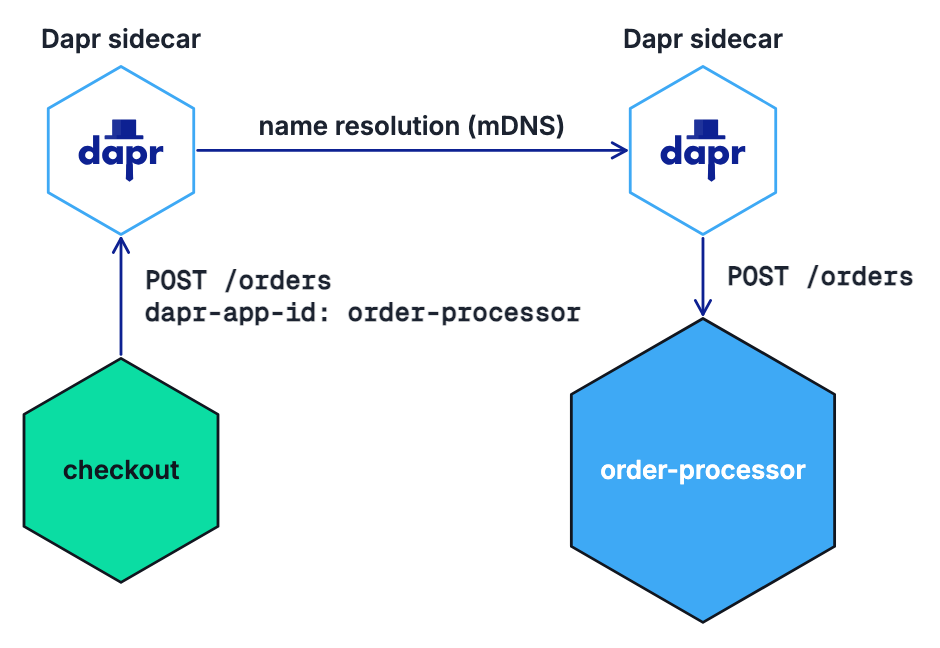 Dapr sidecar
Dapr sidecar
dapr
name resolution (mDNS)
dapr
POST /orders
dapr-app-id: order-processor
POST /orders
checkout
order-processor